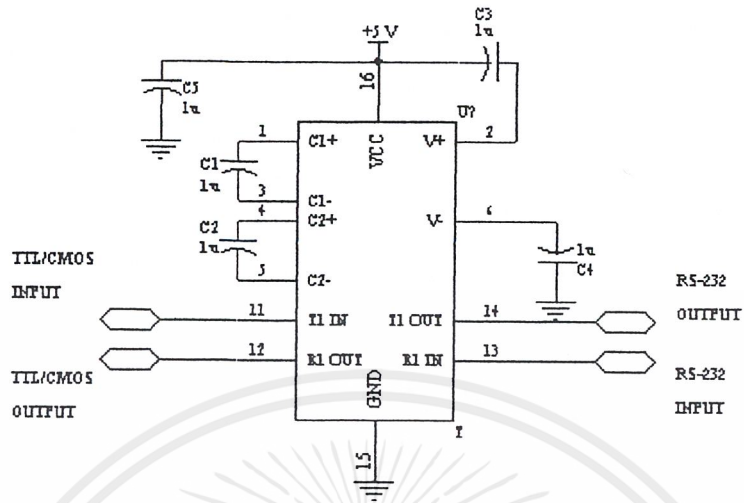 C3
1u
+5 V
16
C5
1u
U?
1
C1+
VCC
V+
2
C1
1u
3
C1-
4
C2+
V-
6
C2
1u
5
C2-
1u
C4
TTL/CMOS
INPUT
RS-232
OUTPUT
11
T1 IN
T1 OUT
14
12
R1 OUT
R1 IN
13
TTL/CMOS
OUTPUT
RS-232
INPUT
GND
15